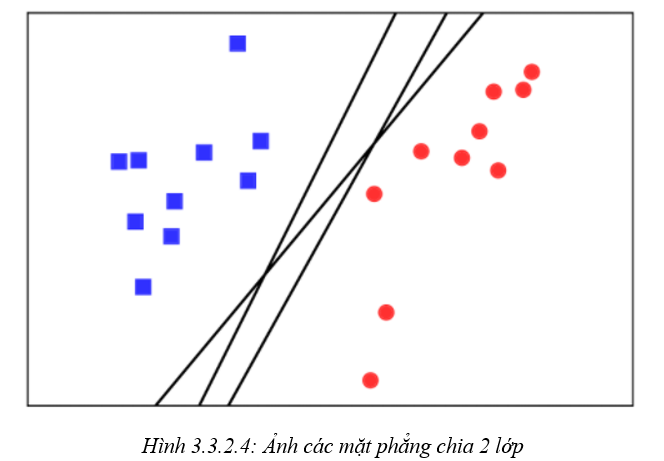 Hình 3.3.2.4: Ảnh các mặt phẳng chia 2 lớp